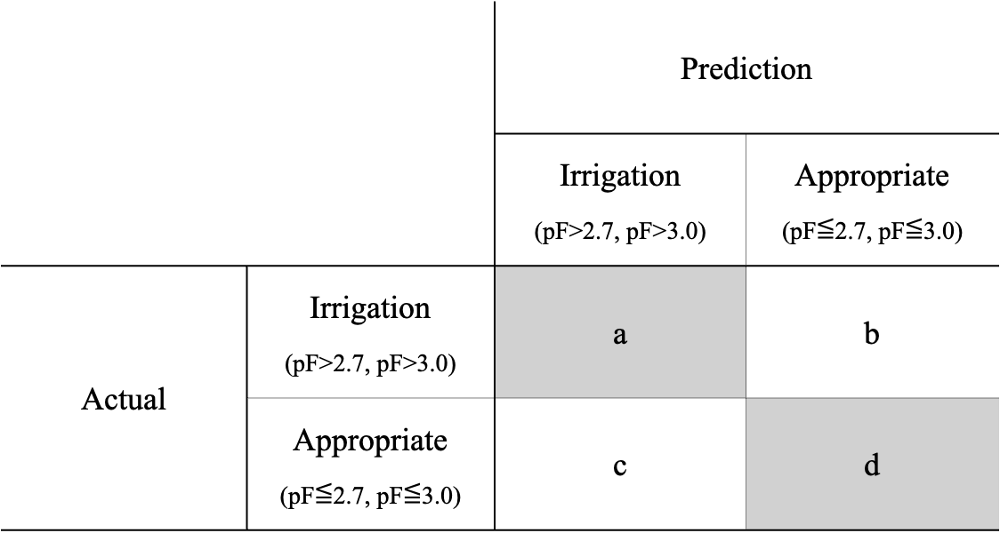 Prediction
Irrigation
(pF>2.7, pF>3.0)
Appropriate
(pF≦2.7, pF≦3.0)
Actual
Irrigation
(pF>2.7, pF>3.0)
a
b
Appropriate
(pF≦2.7, pF≦3.0)
c
d